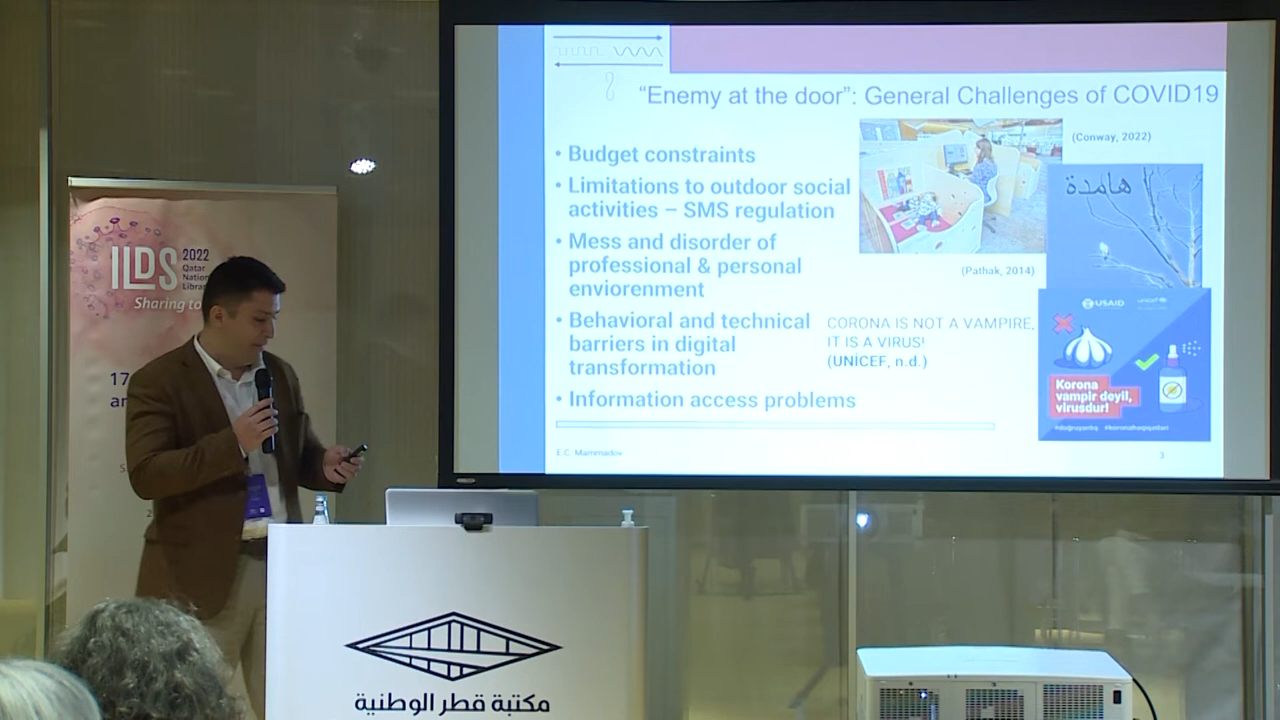 ILDS
2022
Qatar
Sharing to
17
"Enemy at the door": General Challenges of COVID19
(Conway, 2022)
• Budget constraints
• Limitations to outdoor social
activities – SMS regulation
• Mess and disorder of
professional & personal
enviorenment
• Behavioral and technical
barriers in digital
transformation
• Information access problems
هامدة
(Pathak, 2014)
CORONA IS NOT A VAMPIRE,
IT IS A VIRUS!
(UNİCEF, n.d.)
USAID
unicef
Korona
vampir deyil,
virusdur!
E.C. Mammadov
3
مكتبة قطر الوطنية